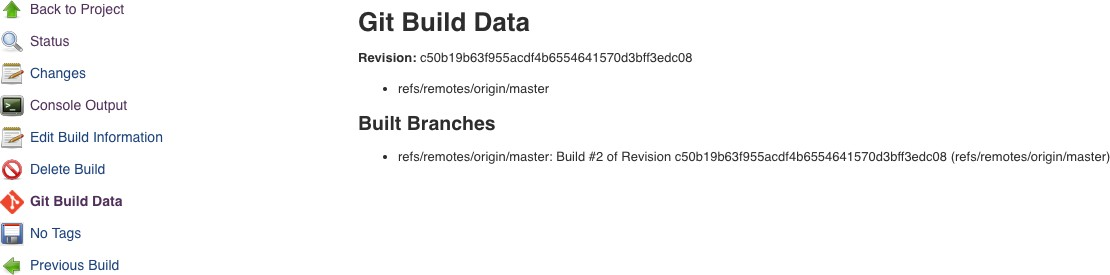 Back to Project
Status
Changes
Console Output
Edit Build Information
Delete Build
Git Build Data
No Tags
Previous Build
Git Build Data
Revision: c50b19b63f955acdf4b6554641570d3bff3edc08
• refs/remotes/origin/master
Built Branches
• refs/remotes/origin/master: Build #2 of Revision c50b19b63f955acdf4b6554641570d3bff3edc08 (refs/remotes/origin/master)